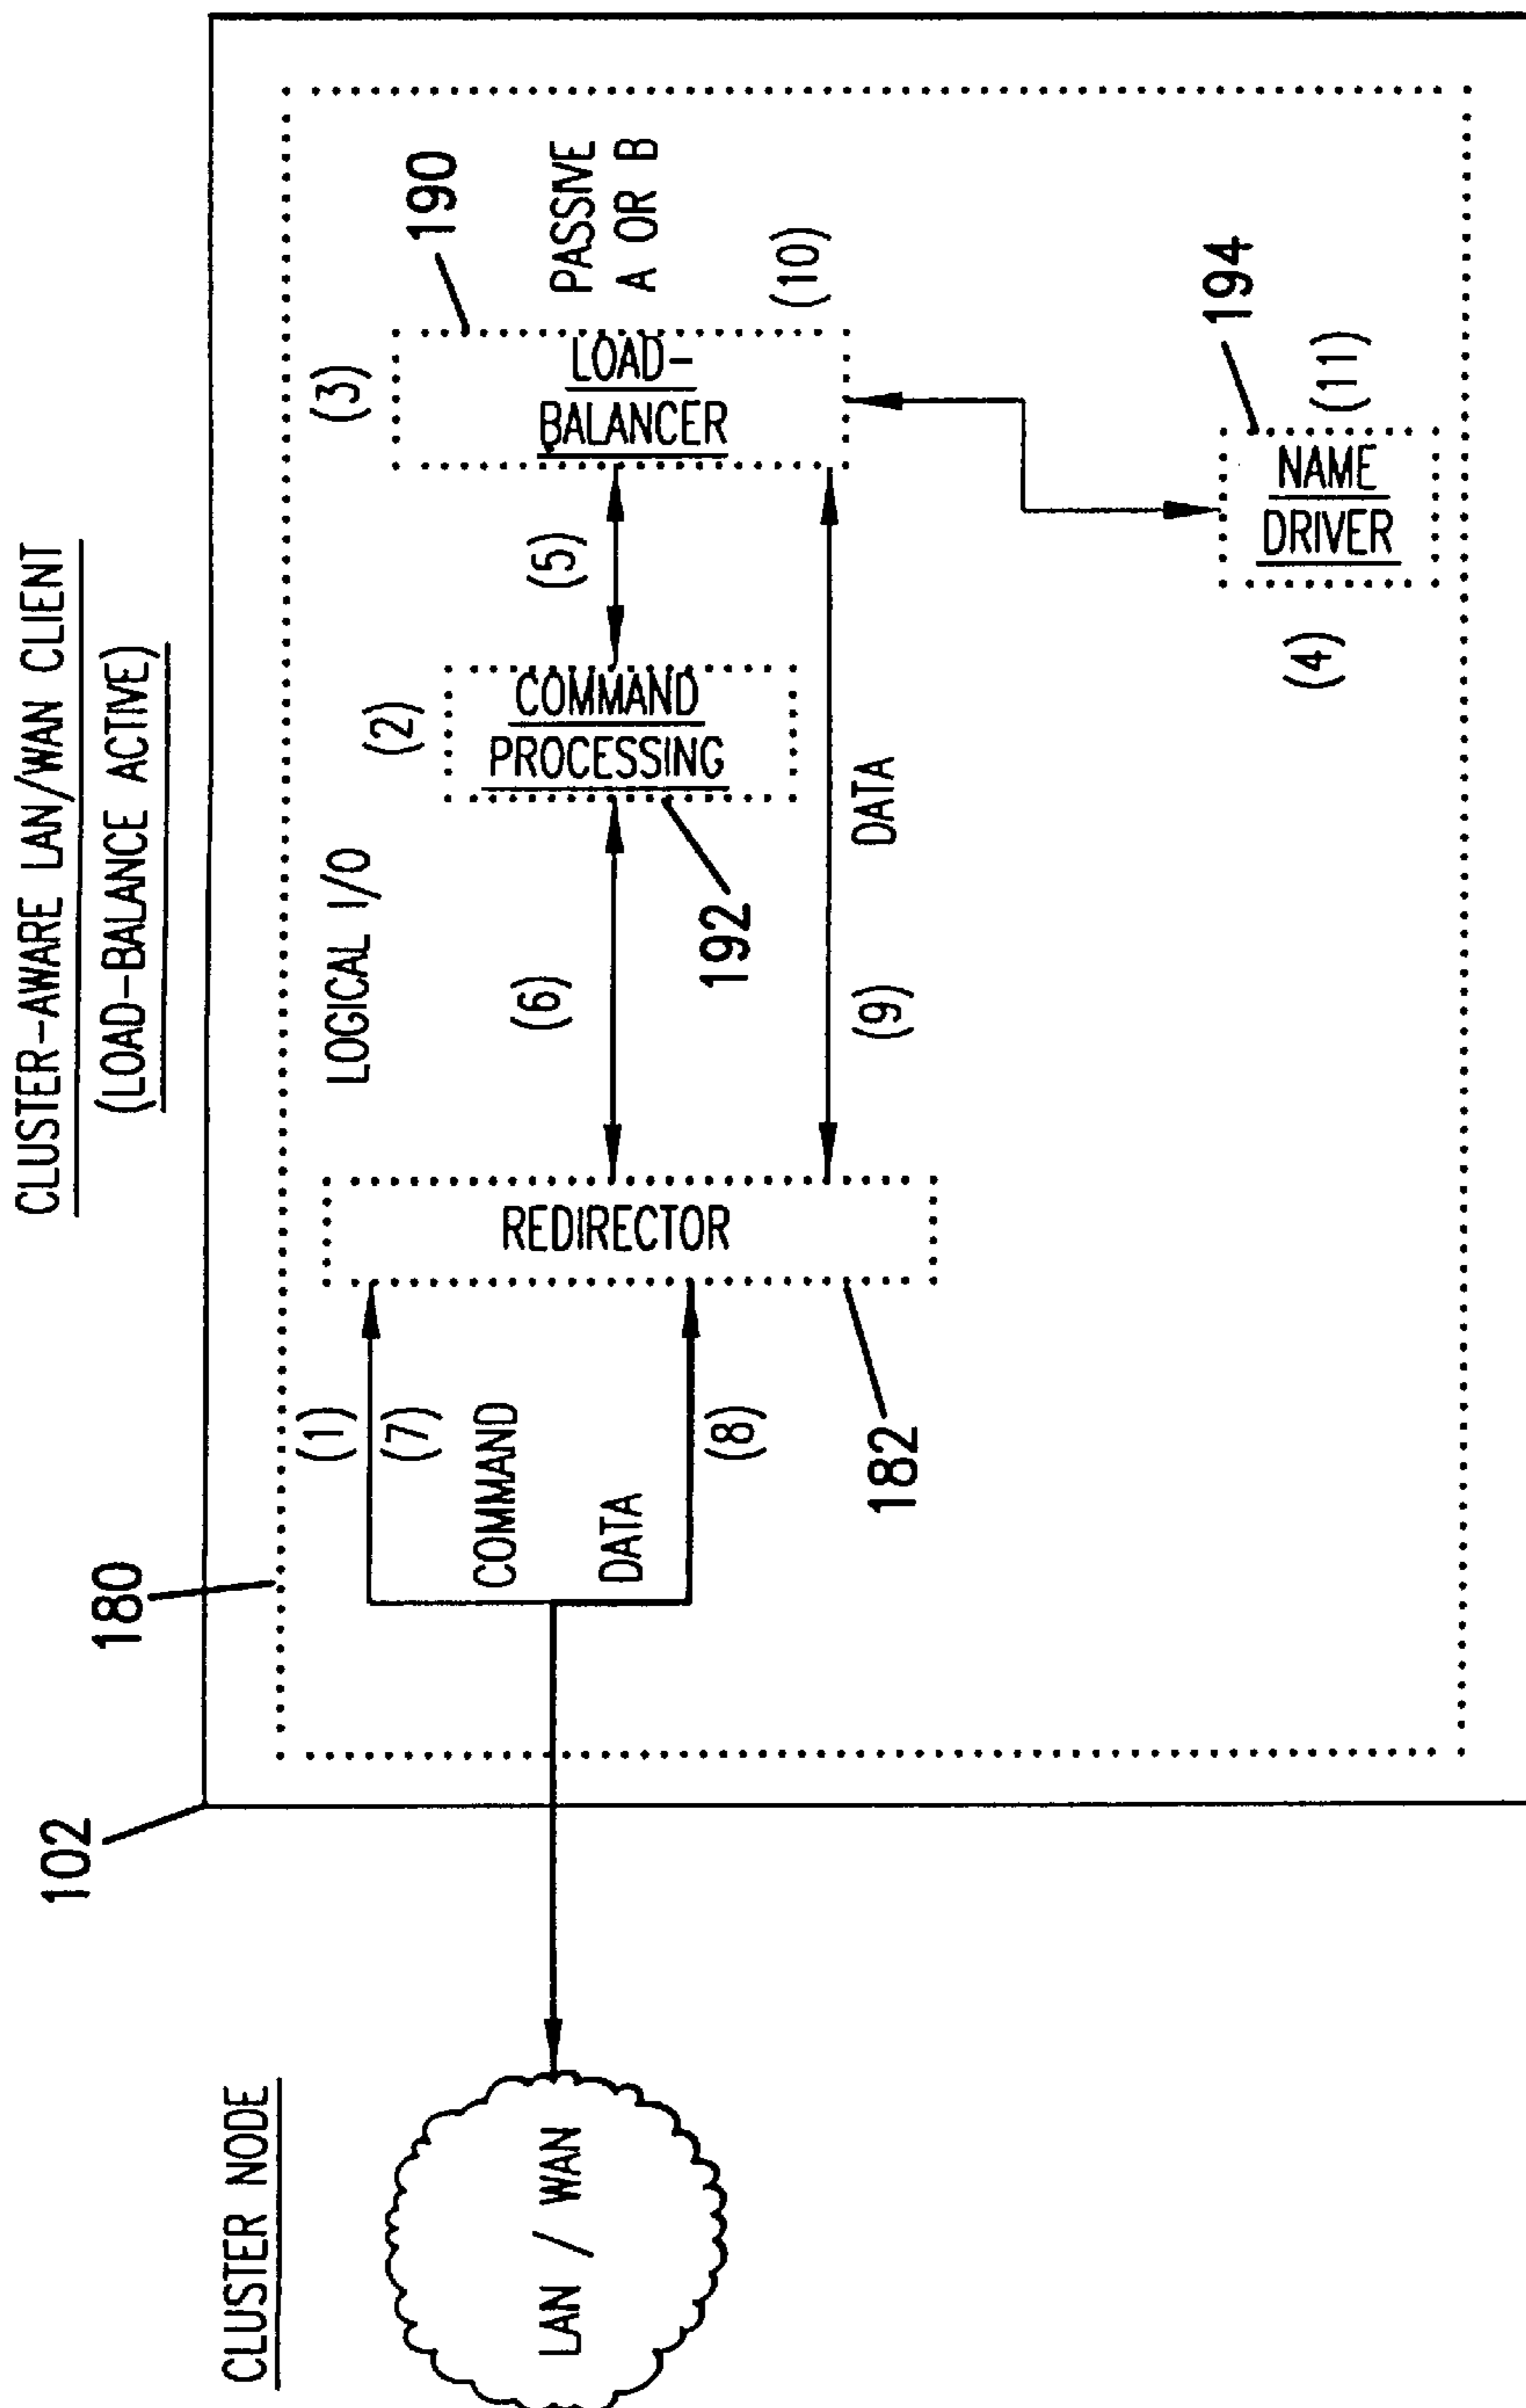 CLUSTER-AWARE LAN/WAN CLIENT
(LOAD-BALANCE ACTIVE)
CLUSTER NODE
102
180
LAN / WAN
(1)
(7)
COMMAND
DATA
(8)
182
REDIRECTOR
LOGICAL I/O
(6)
192
(9)
DATA
(2)
COMMAND
PROCESSING
(5)
(3)
LOAD-
BALANCER
190
PASSIVE
A OR B
(10)
194
(4)
NAME
DRIVER
(11)